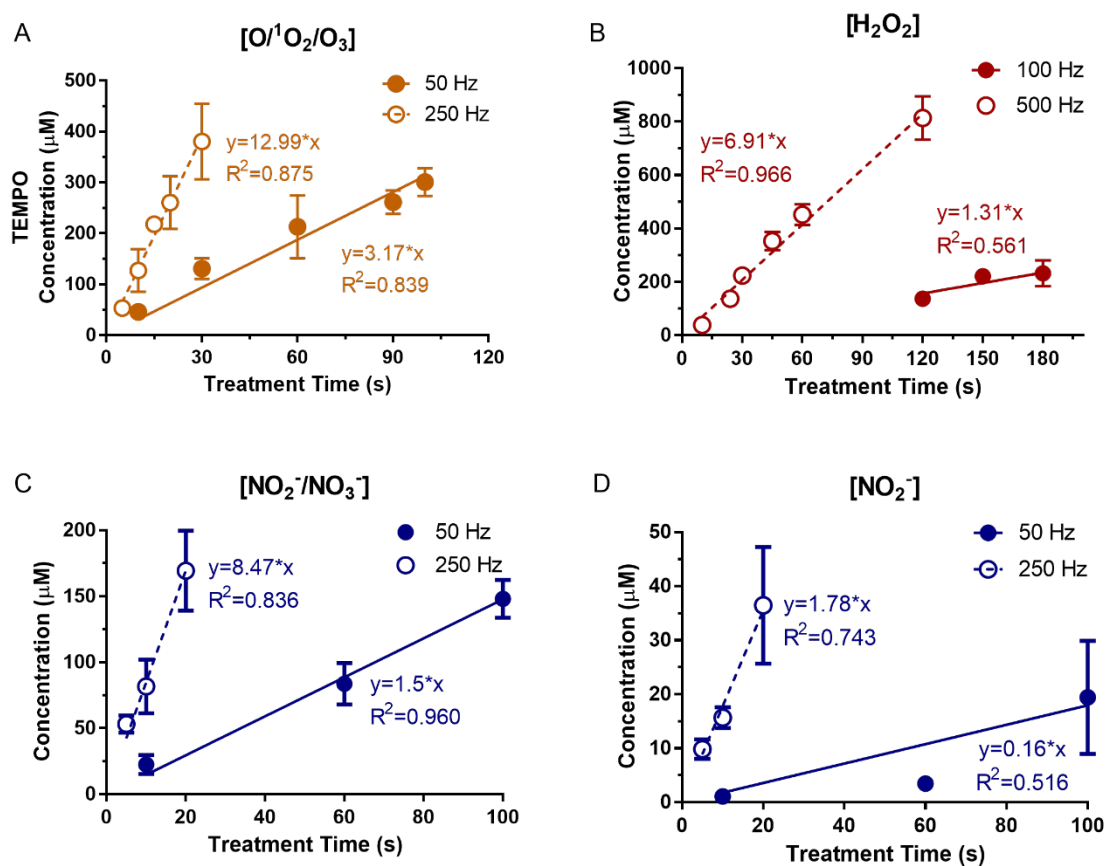 A
[O/¹O₂/O₃]
50 Hz
250 Hz
500
400
300
200
100
0
0
30
60
90
120
TEMPO
Concentration (µM)
Treatment Time (s)
y=12.99*x
R²=0.875
y=3.17*x
R²=0.839
B
[H₂O₂]
100 Hz
500 Hz
1000
800
600
400
200
0
0
30
60
90
120
150
180
Concentration (µM)
Treatment Time (s)
y=6.91*x
R²=0.966
y=1.31*x
R²=0.561
C
[NO₂⁻/NO₃⁻]
50 Hz
250 Hz
200
150
100
50
0
0
20
40
60
80
100
Concentration (µM)
Treatment Time (s)
y=8.47*x
R²=0.836
y=1.5*x
R²=0.960
D
[NO₂⁻]
50 Hz
250 Hz
50
40
30
20
10
0
0
20
40
60
80
100
Concentration (µM)
Treatment Time (s)
y=1.78*x
R²=0.743
y=0.16*x
R²=0.516